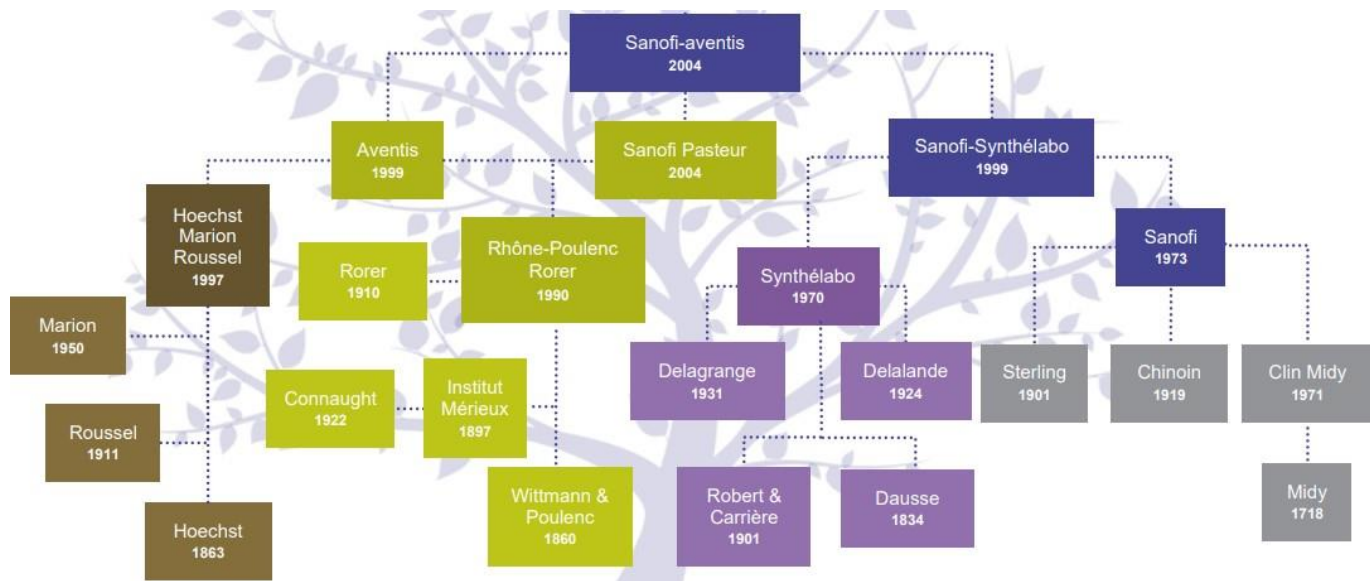 Sanofi-aventis
2004
Aventis
1999
Sanofi Pasteur
2004
Sanofi-Synthélabo
1999
Hoechst
Marion
Roussel
1997
Rorer
1910
Rhône-Poulenc
Rorer
1990
Synthélabo
1970
Sanofi
1973
Marion
1950
Connaught
1922
Institut
Mérieux
1897
Delagrange
1931
Delalande
1924
Sterling
1901
Chinoin
1919
Clin Midy
1971
Roussel
1911
Hoechst
1863
Wittmann &
Poulenc
1860
Robert &
Carrière
1901
Dausse
1834
Midy
1718